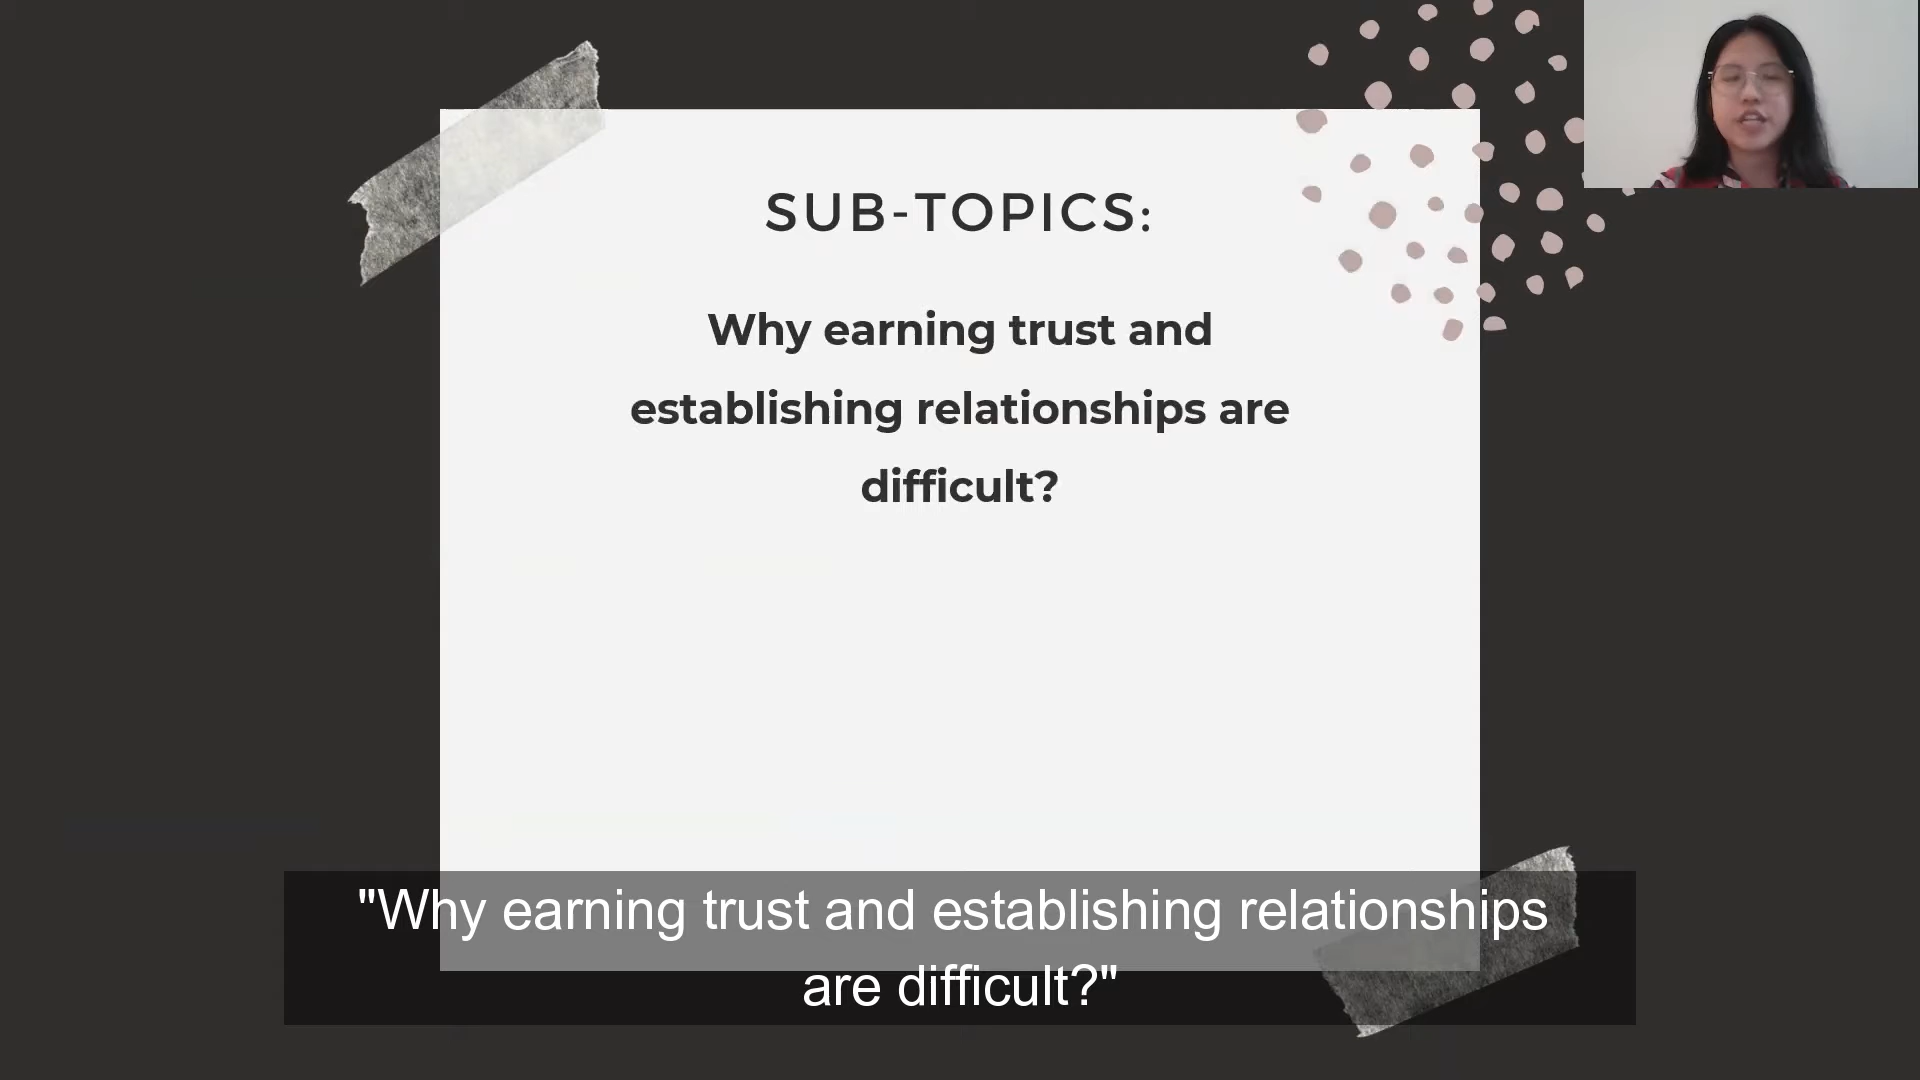 SUB-TOPICS:
Why earning trust and
establishing relationships are
difficult?
"Why earning trust and establishing relationships
are difficult?"